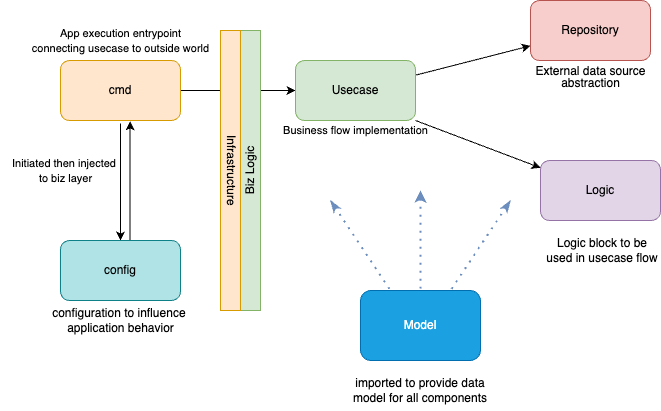 App execution entrypoint
connecting usecase to outside world
cmd
Initiated then injected
to biz layer
config
configuration to influence
application behavior
Infrastructure
Biz Logic
Usecase
Business flow implementation
Repository
External data source
abstraction
Logic
Logic block to be
used in usecase flow
Model
imported to provide data
model for all components